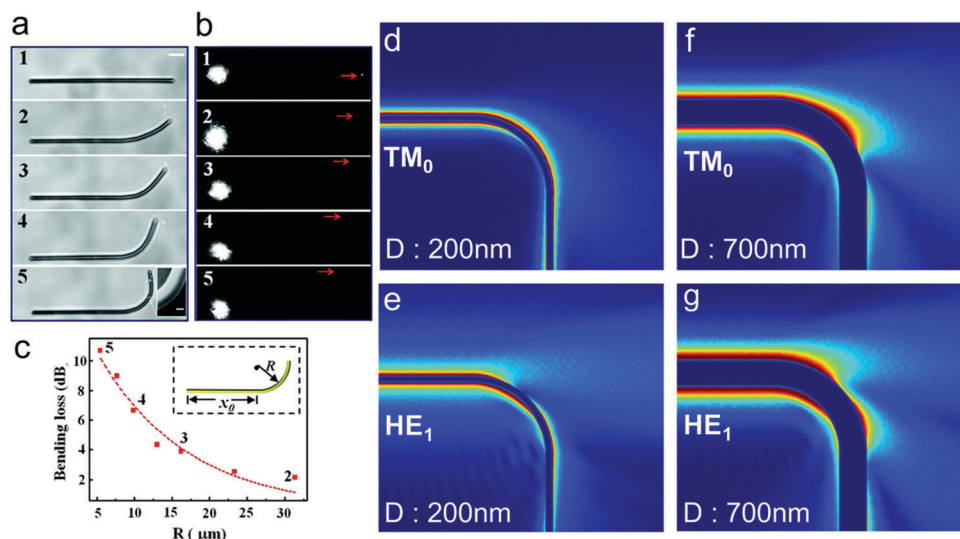 a
1
2
3
4
5
b
1
2
3
4
5
c
Bending loss (dB)
10
8
6
4
2
5
4
3
2
R
x0
5 10 15 20 25 30
R ( μm)
d
TM0
D : 200nm
e
HE1
D : 200nm
f
TM0
D : 700nm
g
HE1
D : 700nm